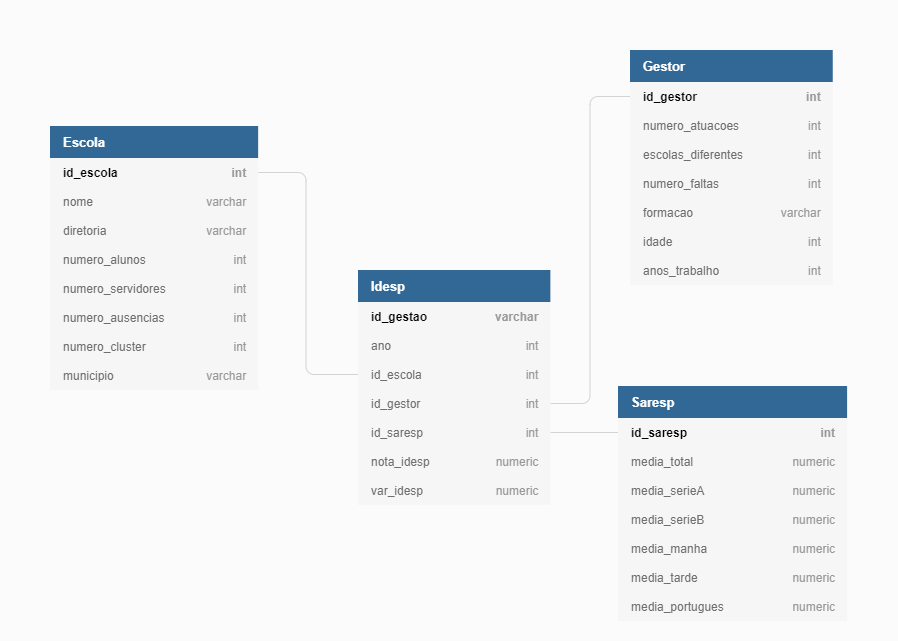 Escola
id_escola int
nome varchar
diretoria varchar
numero_alunos int
numero_servidores int
numero_ausencias int
numero_cluster int
municipio varchar
Idesp
id_gestao varchar
ano int
id_escola int
id_gestor int
id_saresp int
nota_idesp numeric
var_idesp numeric
Gestor
id_gestor int
numero_atuacoes int
escolas_diferentes int
numero_faltas int
formacao varchar
idade int
anos_trabalho int
Saresp
id_saresp int
media_total numeric
media_serieA numeric
media_serieB numeric
media_manha numeric
media_tarde numeric
media_portugues numeric